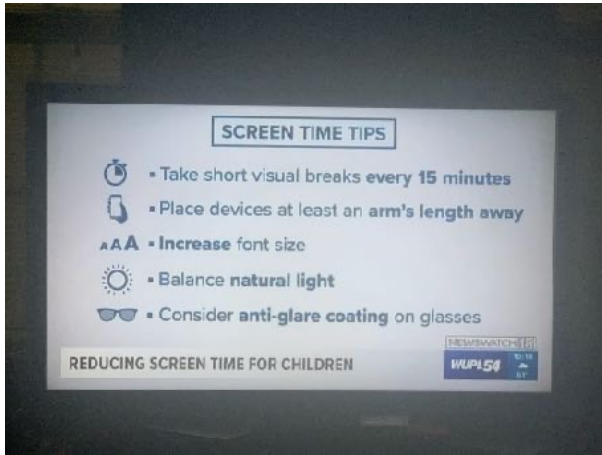 SCREEN TIME TIPS
▪ Take short visual breaks every 15 minutes
▪ Place devices at least an arm's length away
AAA ▪ Increase font size
▪ Balance natural light
▪ Consider anti-glare coating on glasses
NEWSWATCH 15
REDUCING SCREEN TIME FOR CHILDREN
WUPL54